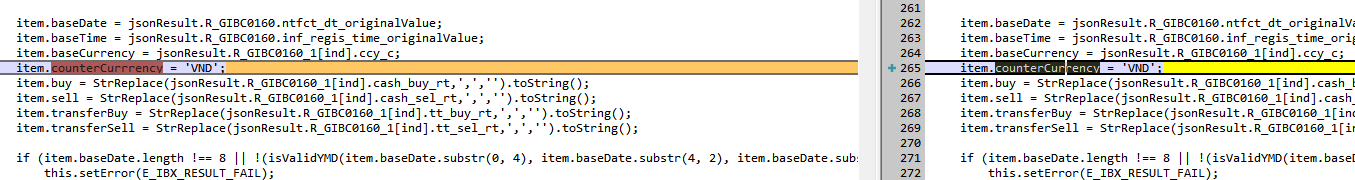 item.baseDate = jsonResult.R_GIBC0160.ntfct_dt_originalValue;
item.baseTime = jsonResult.R_GIBC0160.inf_regis_time_originalValue;
item.baseCurrency = jsonResult.R_GIBC0160_1[ind].ccy_c;
item.counterCurrrency = 'VND';
item.buy = StrReplace(jsonResult.R_GIBC0160_1[ind].cash_buy_rt,',','').toString();
item.sell = StrReplace(jsonResult.R_GIBC0160_1[ind].cash_sel_rt,',','').toString();
item.transferBuy = StrReplace(jsonResult.R_GIBC0160_1[ind].tt_buy_rt,',','').toString();
item.transferSell = StrReplace(jsonResult.R_GIBC0160_1[ind].tt_sel_rt,',','').toString();
if (item.baseDate.length !== 8 || !(isValidYMD(item.baseDate.substr(0, 4), item.baseDate.substr(4, 2), item.baseDate.sub
this.setError(E_IBX_RESULT_FAIL);
261
262 item.baseDate = jsonResult.R_GIBC0160.ntfct_dt_originalVa
263 item.baseTime = jsonResult.R_GIBC0160.inf_regis_time_orig
264 item.baseCurrency = jsonResult.R_GIBC0160_1[ind].ccy_c;
265 item.counterCurrency = 'VND';
266 item.buy = StrReplace(jsonResult.R_GIBC0160_1[ind].cash_b
267 item.sell = StrReplace(jsonResult.R_GIBC0160_1[ind].cash_
268 item.transferBuy = StrReplace(jsonResult.R_GIBC0160_1[ind
269 item.transferSell = StrReplace(jsonResult.R_GIBC0160_1[in
270
271 if (item.baseDate.length !== 8 || !(isValidYMD(item.baseD
272 this.setError(E_IBX_RESULT_FAIL);